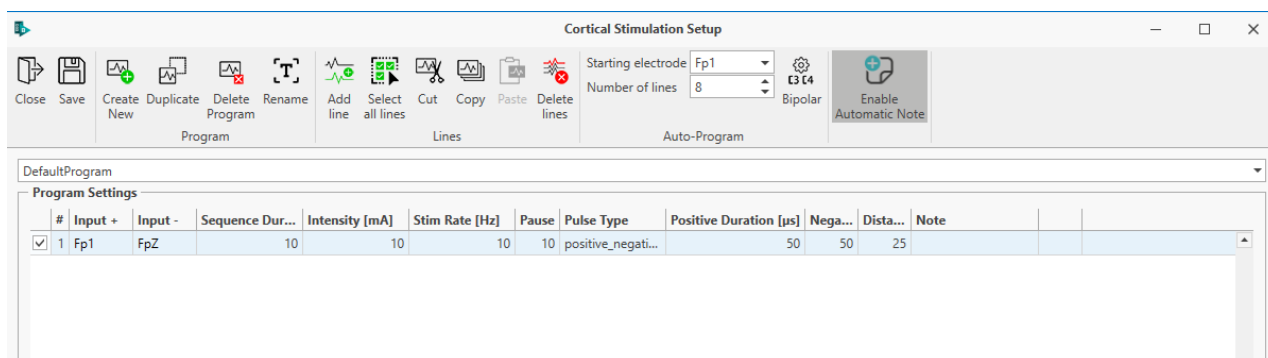 Cortical Stimulation Setup
Close Save Create New Duplicate Delete Program Rename Add line Select all lines Cut Copy Paste Delete lines Starting electrode Fp1 Number of lines 8 C3 C4 Bipolar Enable Automatic Note
Program Lines Auto-Program
DefaultProgram
Program Settings
# Input + Input - Sequence Dur... Intensity [mA] Stim Rate [Hz] Pause Pulse Type Positive Duration [µs] Nega... Dista... Note
1 Fp1 FpZ 10 10 10 10 positive_negati... 50 50 25